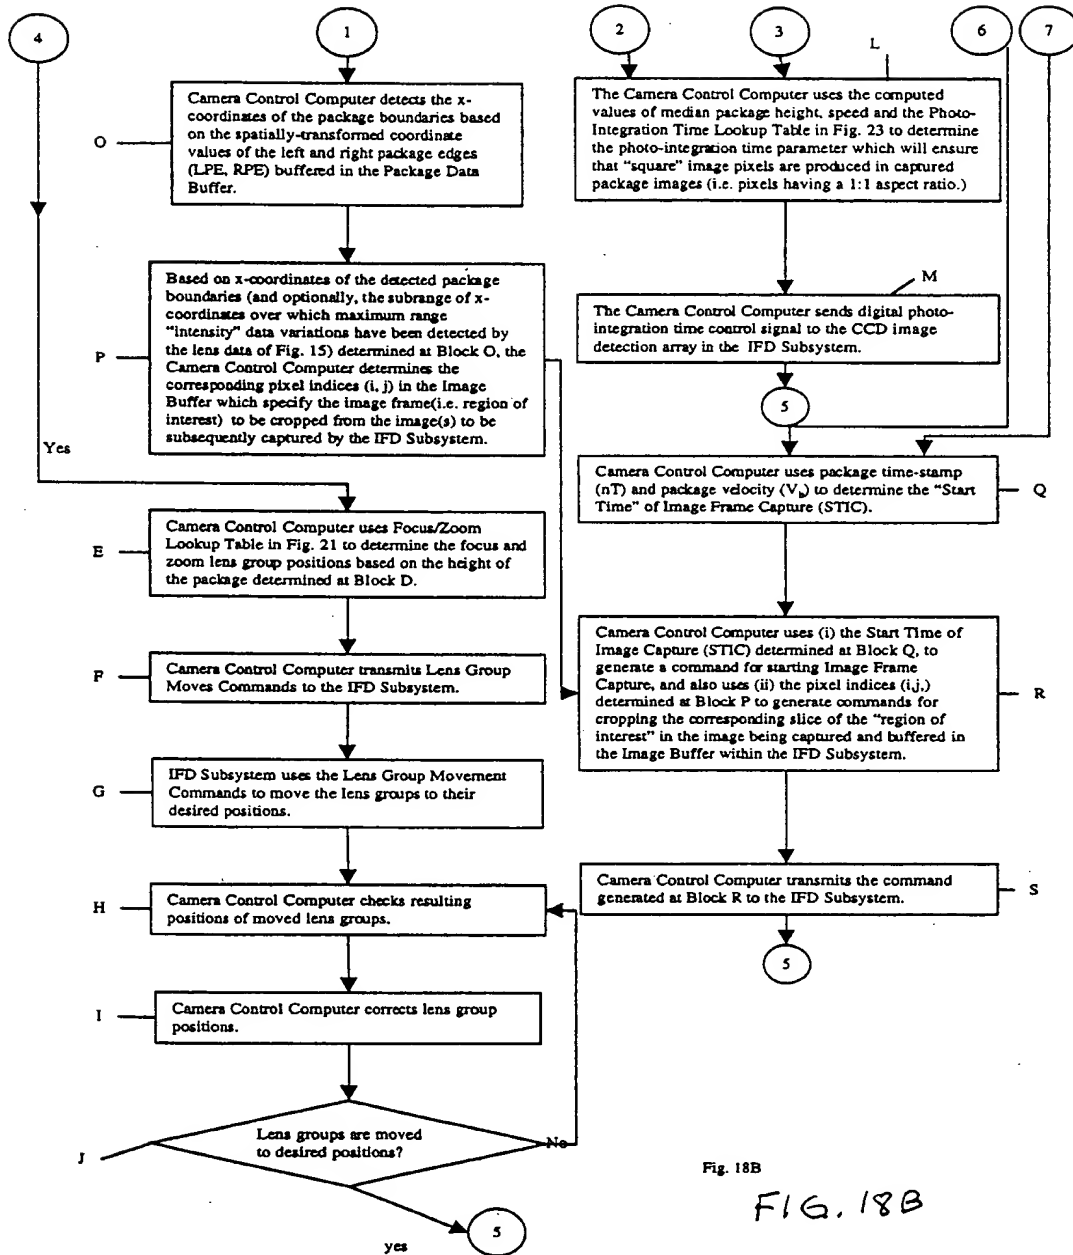 4
1
2
3
6
7
L
Camera Control Computer detects the x-
coordinates of the package boundaries based
on the spatially-transformed coordinate
values of the left and right package edges
(LPE, RPE) buffered in the Package Data
Buffer.
O
The Camera Control Computer uses the computed
values of median package height, speed and the Photo-
Integration Time Lookup Table in Fig. 23 to determine
the photo-integration time parameter which will ensure
that “square” image pixels are produced in captured
package images (i.e. pixels having a 1:1 aspect ratio.)
M
Based on x-coordinates of the detected package
boundaries (and optionally, the subrange of x-
coordinates over which maximum range
“intensity” data variations have been detected by
the lens data of Fig. 15) determined at Block O, the
Camera Control Computer determines the
corresponding pixel indices (i, j) in the Image
Buffer which specify the image frame(i.e. region of
interest) to be cropped from the image(s) to be
subsequently captured by the IFD Subsystem.
P
The Camera Control Computer sends digital photo-
integration time control signal to the CCD image
detection array in the IFD Subsystem.
5
Yes
Camera Control Computer uses package time-stamp
(nT) and package velocity (Vb) to determine the “Start
Time” of Image Frame Capture (STIC).
Q
Camera Control Computer uses Focus/Zoom
Lookup Table in Fig. 21 to determine the focus and
zoom lens group positions based on the height of
the package determined at Block D.
E
Camera Control Computer transmits Lens Group
Moves Commands to the IFD Subsystem.
F
Camera Control Computer uses (i) the Start Time of
Image Capture (STIC) determined at Block Q, to
generate a command for starting Image Frame
Capture, and also uses (ii) the pixel indices (i,j,)
determined at Block P to generate commands for
cropping the corresponding slice of the “region of
interest” in the image being captured and buffered in
the Image Buffer within the IFD Subsystem.
R
IFD Subsystem uses the Lens Group Movement
Commands to move the lens groups to their
desired positions.
G
Camera Control Computer checks resulting
positions of moved lens groups.
H
Camera Control Computer transmits the command
generated at Block R to the IFD Subsystem.
S
5
Camera Control Computer corrects lens group
positions.
I
Lens groups are moved
to desired positions?
No
J
5
yes
Fig. 18B
FIG. 18B